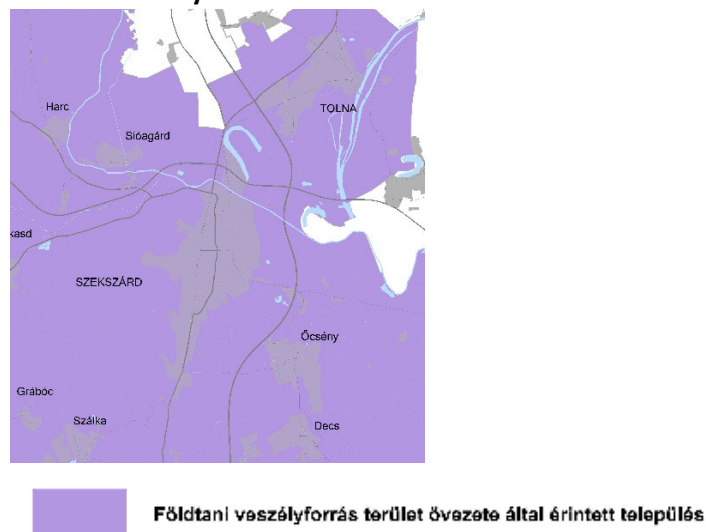 Harc
TOLNA
Sióagárd
kasd
SZEKSZÁRD
Őcsény
Grábóc
Szálka
Decs
Földtani veszélyforrás terület övezete által érintett település